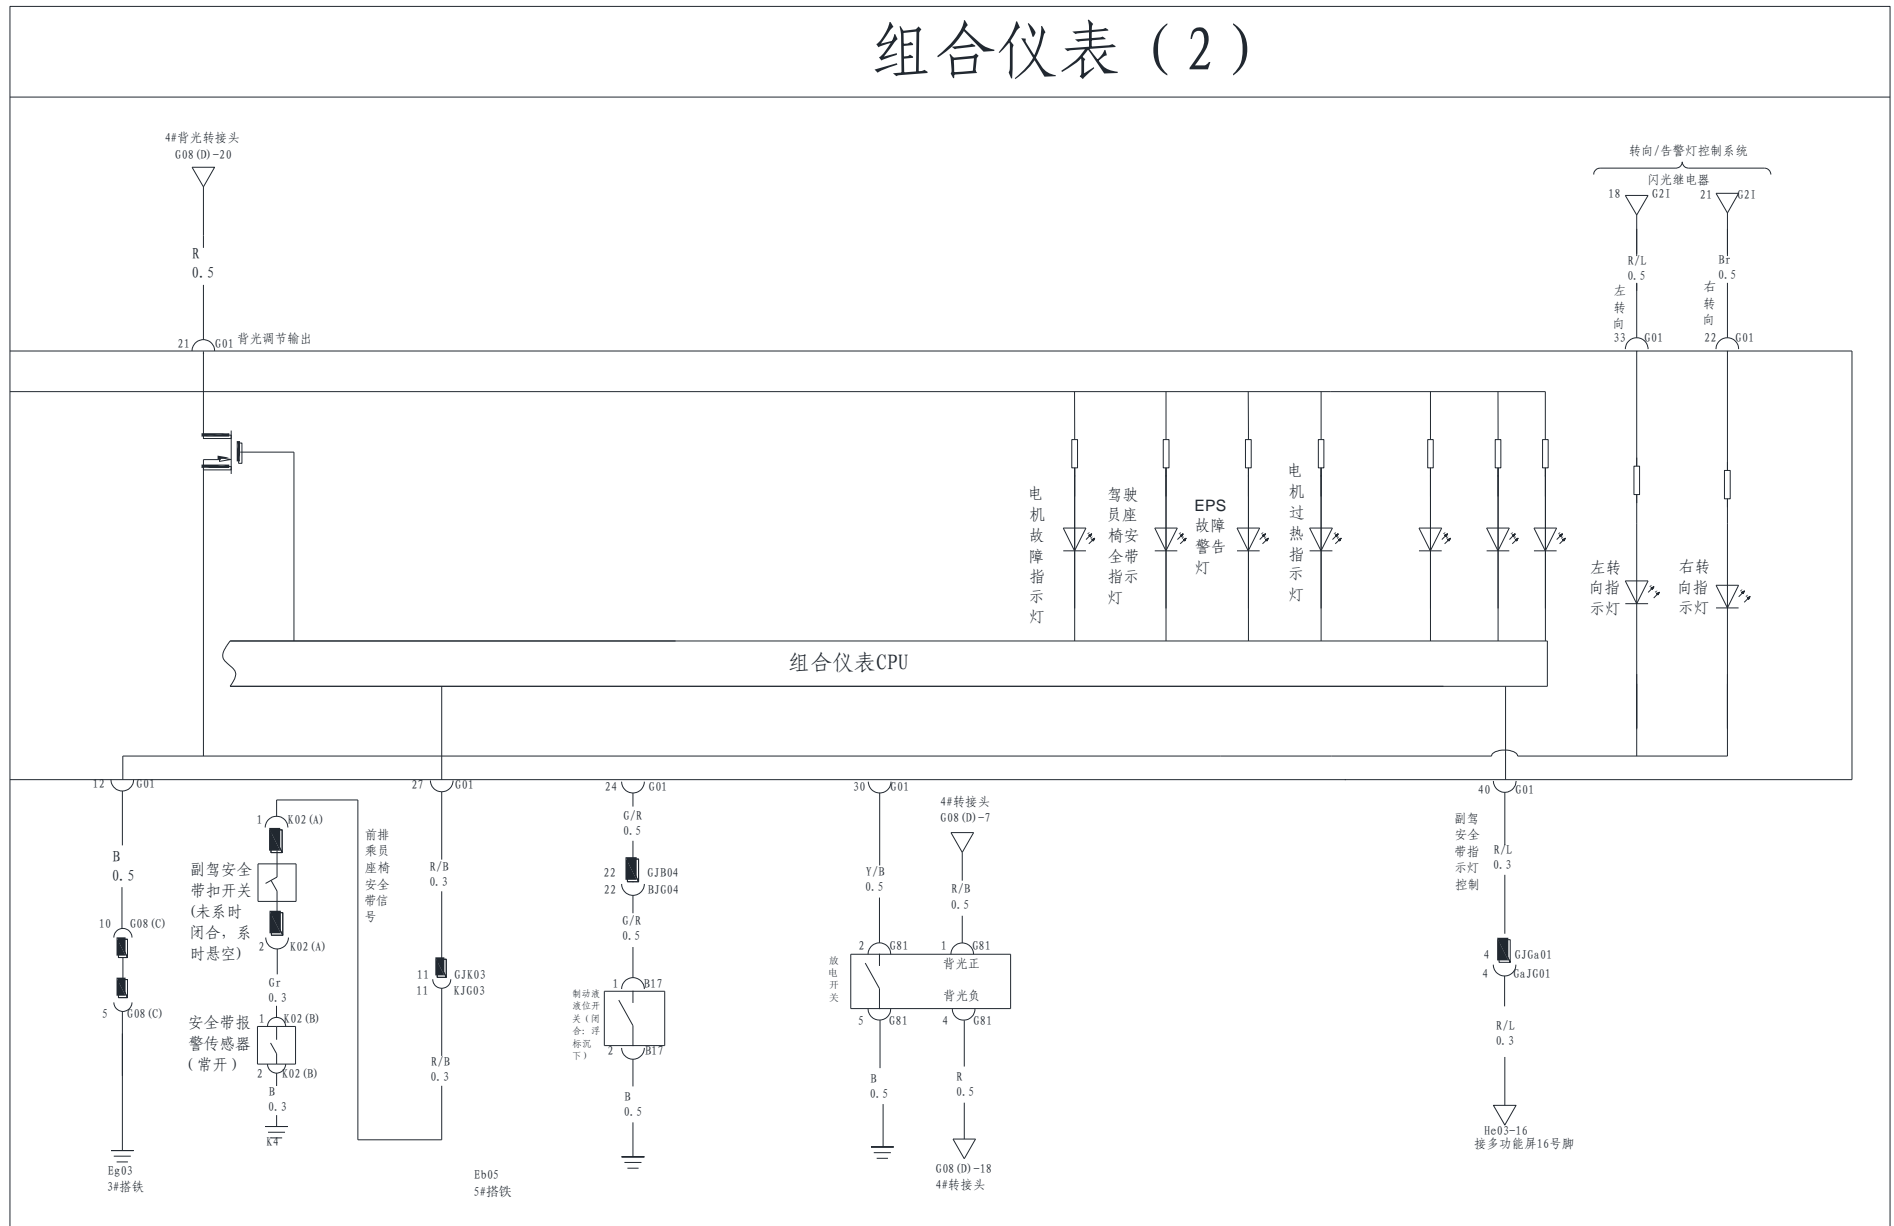 组合仪表（2）
4#背光转接头
G08(D)-20
R
0.5
21
G01
背光调节输出
转向/告警灯控制系统
闪光继电器
18
G2I
21
G2I
R/L
0.5
Br
0.5
左转向
右转向
33
G01
22
G01
电机故障指示灯
驾驶
员座
椅安
全带
指示
灯
EPS
故障
警告
灯
电机过热指示灯
左转
向指
示灯
右转
向指
示灯
组合仪表CPU
12
G01
27
G01
24
G01
30
G01
40
G01
B
0.5
10
G08(C)
5
G08(C)
Eg03
3#搭铁
1
K02(A)
副驾安全
带扣开关
(未系时
闭合，系
时悬空)
2
K02(A)
Gr
0.3
1
K02(B)
安全带报
警传感器
(常开)
2
K02(B)
B
0.3
K4
前排
乘员
座椅
安全
带信
号
R/B
0.3
11
GJK03
11
KJG03
R/B
0.3
Eb05
5#搭铁
G/R
0.5
22
GJB04
22
BJG04
G/R
0.5
1
B17
制动液
液位开
关（闭
合：浮
标沉
下）
2
B17
B
0.5
4#转接头
G08(D)-7
Y/B
0.5
R/B
0.5
2
G81
1
G81
放电开关
背光正
背光负
5
G81
4
G81
B
0.5
R
0.5
G08(D)-18
4#转接头
副驾
安全
带指
示灯
控制
R/L
0.3
4
GJGa01
4
GaJG01
R/L
0.3
He03-16
接多功能屏16号脚